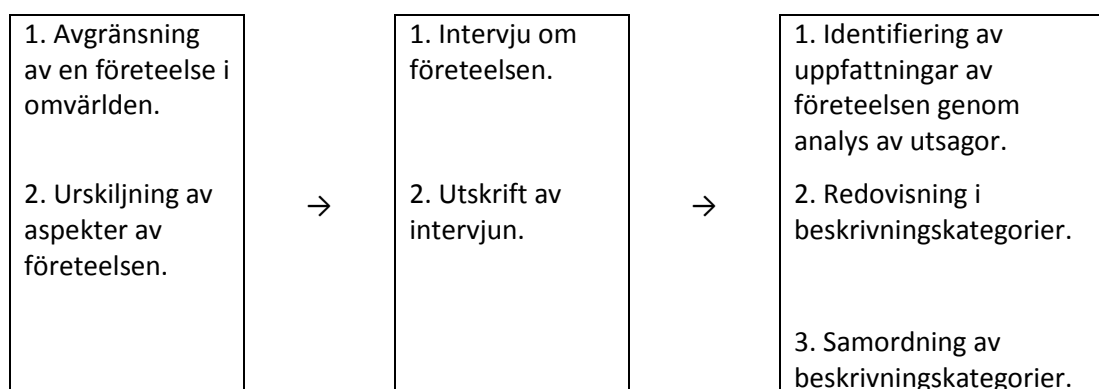 1. Avgränsning
av en företeelse i
omvärlden.
2. Urskiljning av
aspekter av
företeelsen.
→
1. Intervju om
företeelsen.
2. Utskrift av
intervjun.
→
1. Identifiering av
uppfattningar av
företeelsen genom
analys av utsagor.
2. Redovisning i
beskrivningskategorier.
3. Samordning av
beskrivningskategorier.